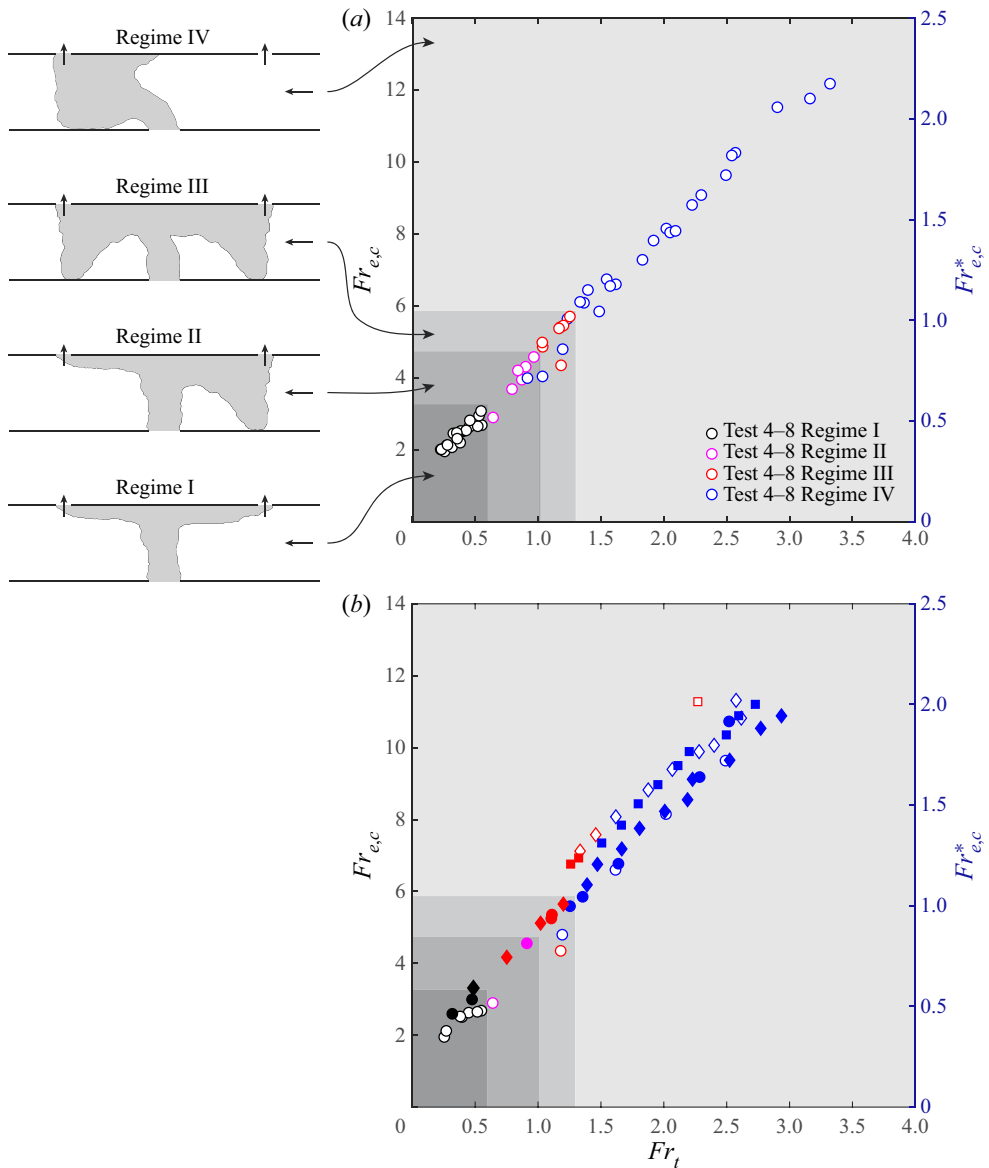 Regime IV
Regime III
Regime II
Regime I
(a)
14
12
10
8
6
4
2
0
Fr_{e,c}
2.5
2.0
1.5
1.0
0.5
0
Fr^*_{e,c}
Test 4–8 Regime I
Test 4–8 Regime II
Test 4–8 Regime III
Test 4–8 Regime IV
0.5 1.0 1.5 2.0 2.5 3.0 3.5 4.0
(b)
14
12
10
8
6
4
2
0
Fr_{e,c}
2.5
2.0
1.5
1.0
0.5
0
Fr^*_{e,c}
0.5 1.0 1.5 2.0 2.5 3.0 3.5 4.0
Fr_t